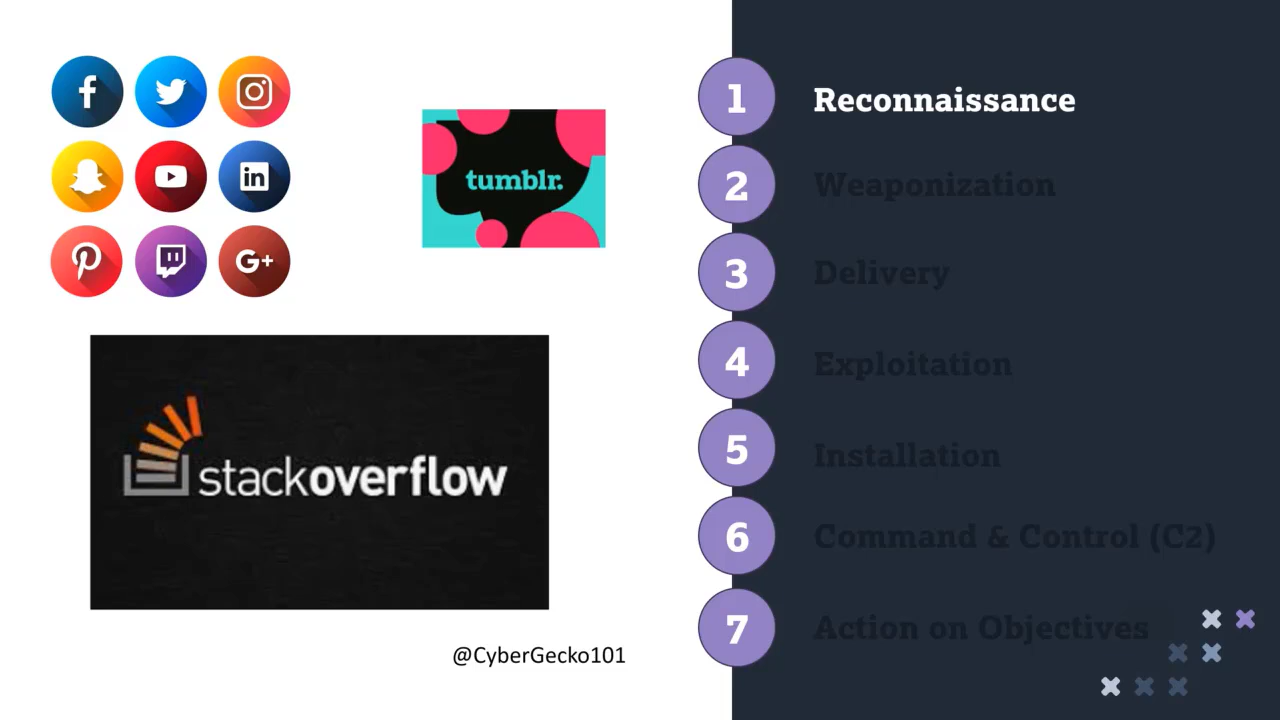 f
in
G+
tumblr.
stackoverflow
@CyberGecko101
1 Reconnaissance
2 Weaponization
3 Delivery
4 Exploitation
5 Installation
6 Command & Control (C2)
7 Action on Objectives